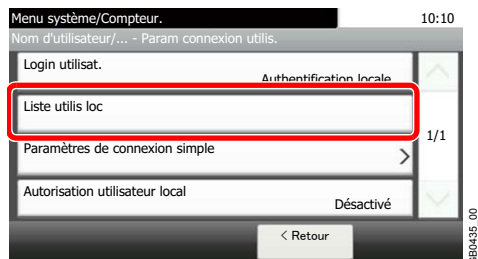 Menu système/Compteur.
10:10
Nom d'utilisateur/... - Param connexion utilis.
Login utilisat.
Authentification locale
Liste utilis loc
1/1
Paramètres de connexion simple
Autorisation utilisateur local
Désactivé
< Retour
GB0435_00